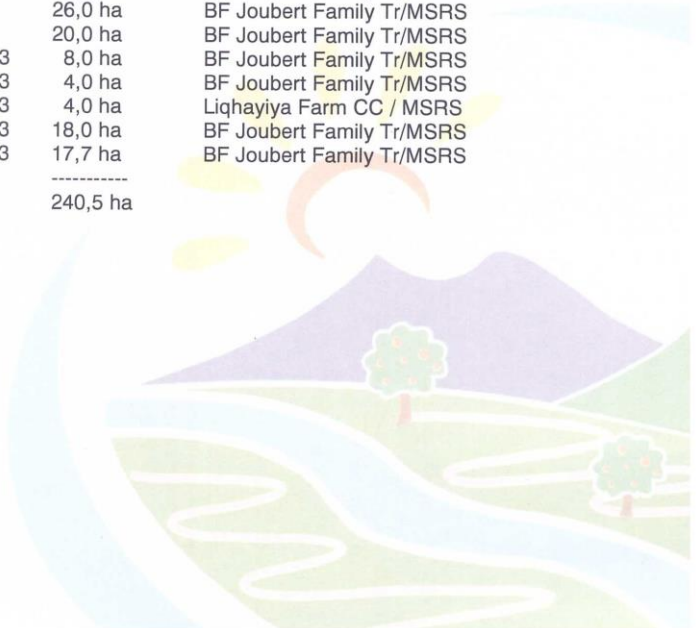 26,0 ha BF Joubert Family Tr/MSRS
20,0 ha BF Joubert Family Tr/MSRS
3 8,0 ha BF Joubert Family Tr/MSRS
3 4,0 ha BF Joubert Family Tr/MSRS
3 4,0 ha Liqhayiya Farm CC / MSRS
3 18,0 ha BF Joubert Family Tr/MSRS
3 17,7 ha BF Joubert Family Tr/MSRS
-----------
240,5 ha